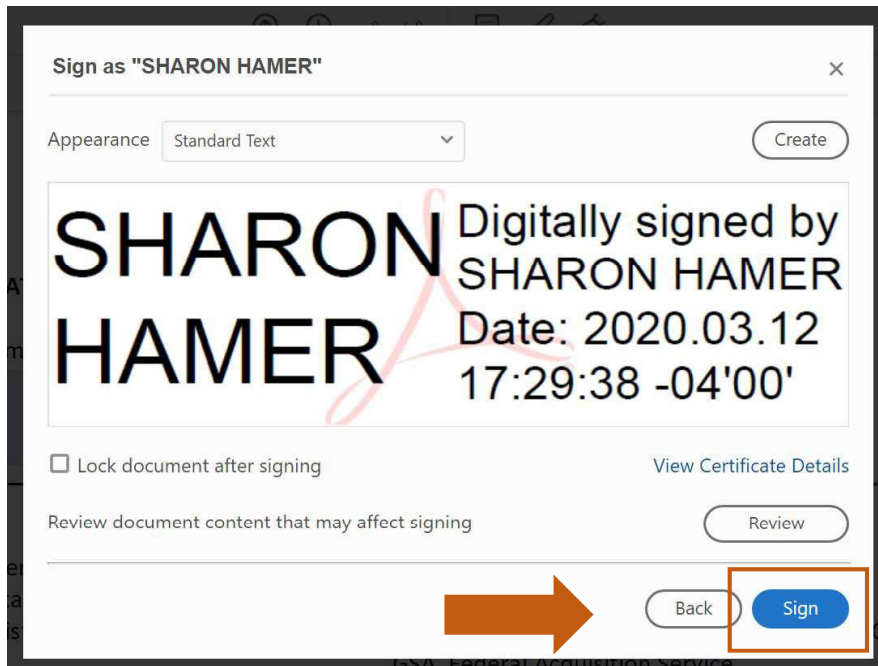 Sign as "SHARON HAMER"
Appearance Standard Text Create
SHARON
HAMER
Digitally signed by
SHARON HAMER
Date: 2020.03.12
17:29:38 -04'00'
Lock document after signing View Certificate Details
Review document content that may affect signing Review
Back Sign
GSA, Federal Acquisition Service